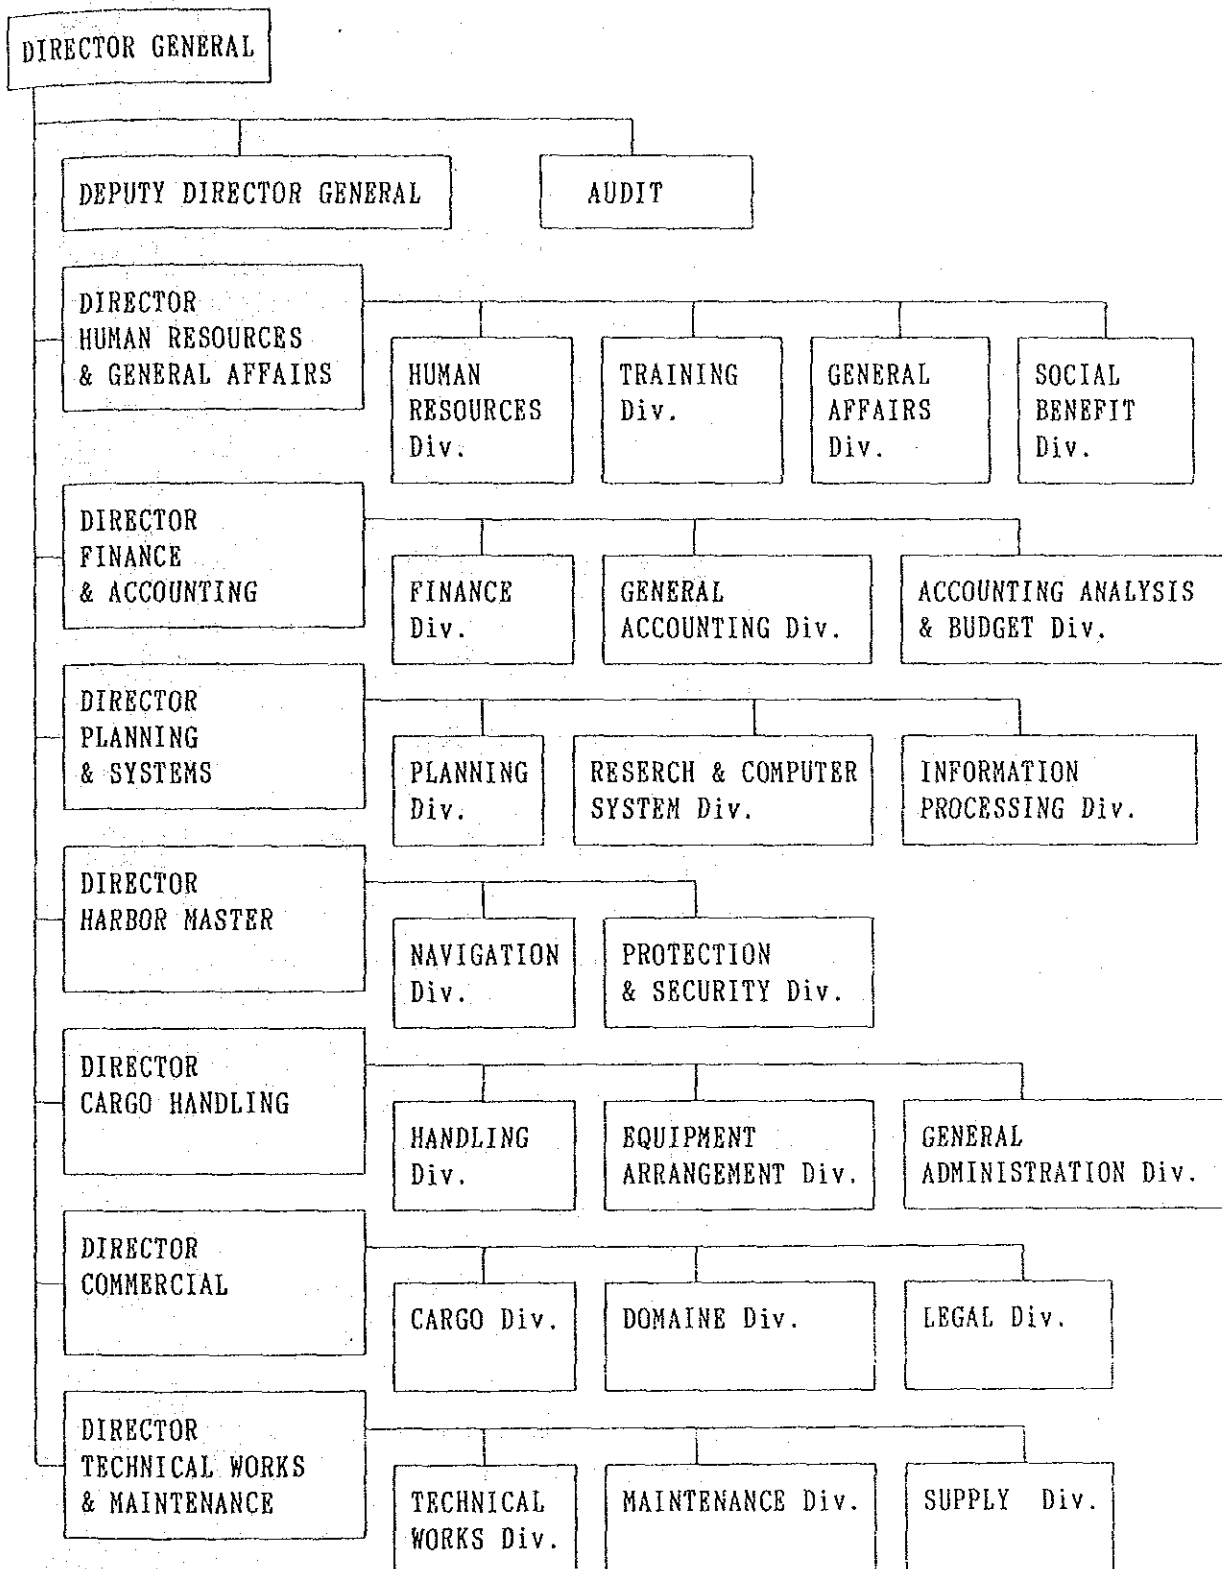 DIRECTOR GENERAL
DEPUTY DIRECTOR GENERAL
AUDIT
DIRECTOR
HUMAN RESOURCES
& GENERAL AFFAIRS
HUMAN
RESOURCES
Div.
TRAINING
Div.
GENERAL
AFFAIRS
Div.
SOCIAL
BENEFIT
Div.
DIRECTOR
FINANCE
& ACCOUNTING
FINANCE
Div.
GENERAL
ACCOUNTING Div.
ACCOUNTING ANALYSIS
& BUDGET Div.
DIRECTOR
PLANNING
& SYSTEMS
PLANNING
Div.
RESERCH & COMPUTER
SYSTEM Div.
INFORMATION
PROCESSING Div.
DIRECTOR
HARBOR MASTER
NAVIGATION
Div.
PROTECTION
& SECURITY Div.
DIRECTOR
CARGO HANDLING
HANDLING
Div.
EQUIPMENT
ARRANGEMENT Div.
GENERAL
ADMINISTRATION Div.
DIRECTOR
COMMERCIAL
CARGO Div.
DOMAINE Div.
LEGAL Div.
DIRECTOR
TECHNICAL WORKS
& MAINTENANCE
TECHNICAL
WORKS Div.
MAINTENANCE Div.
SUPPLY Div.